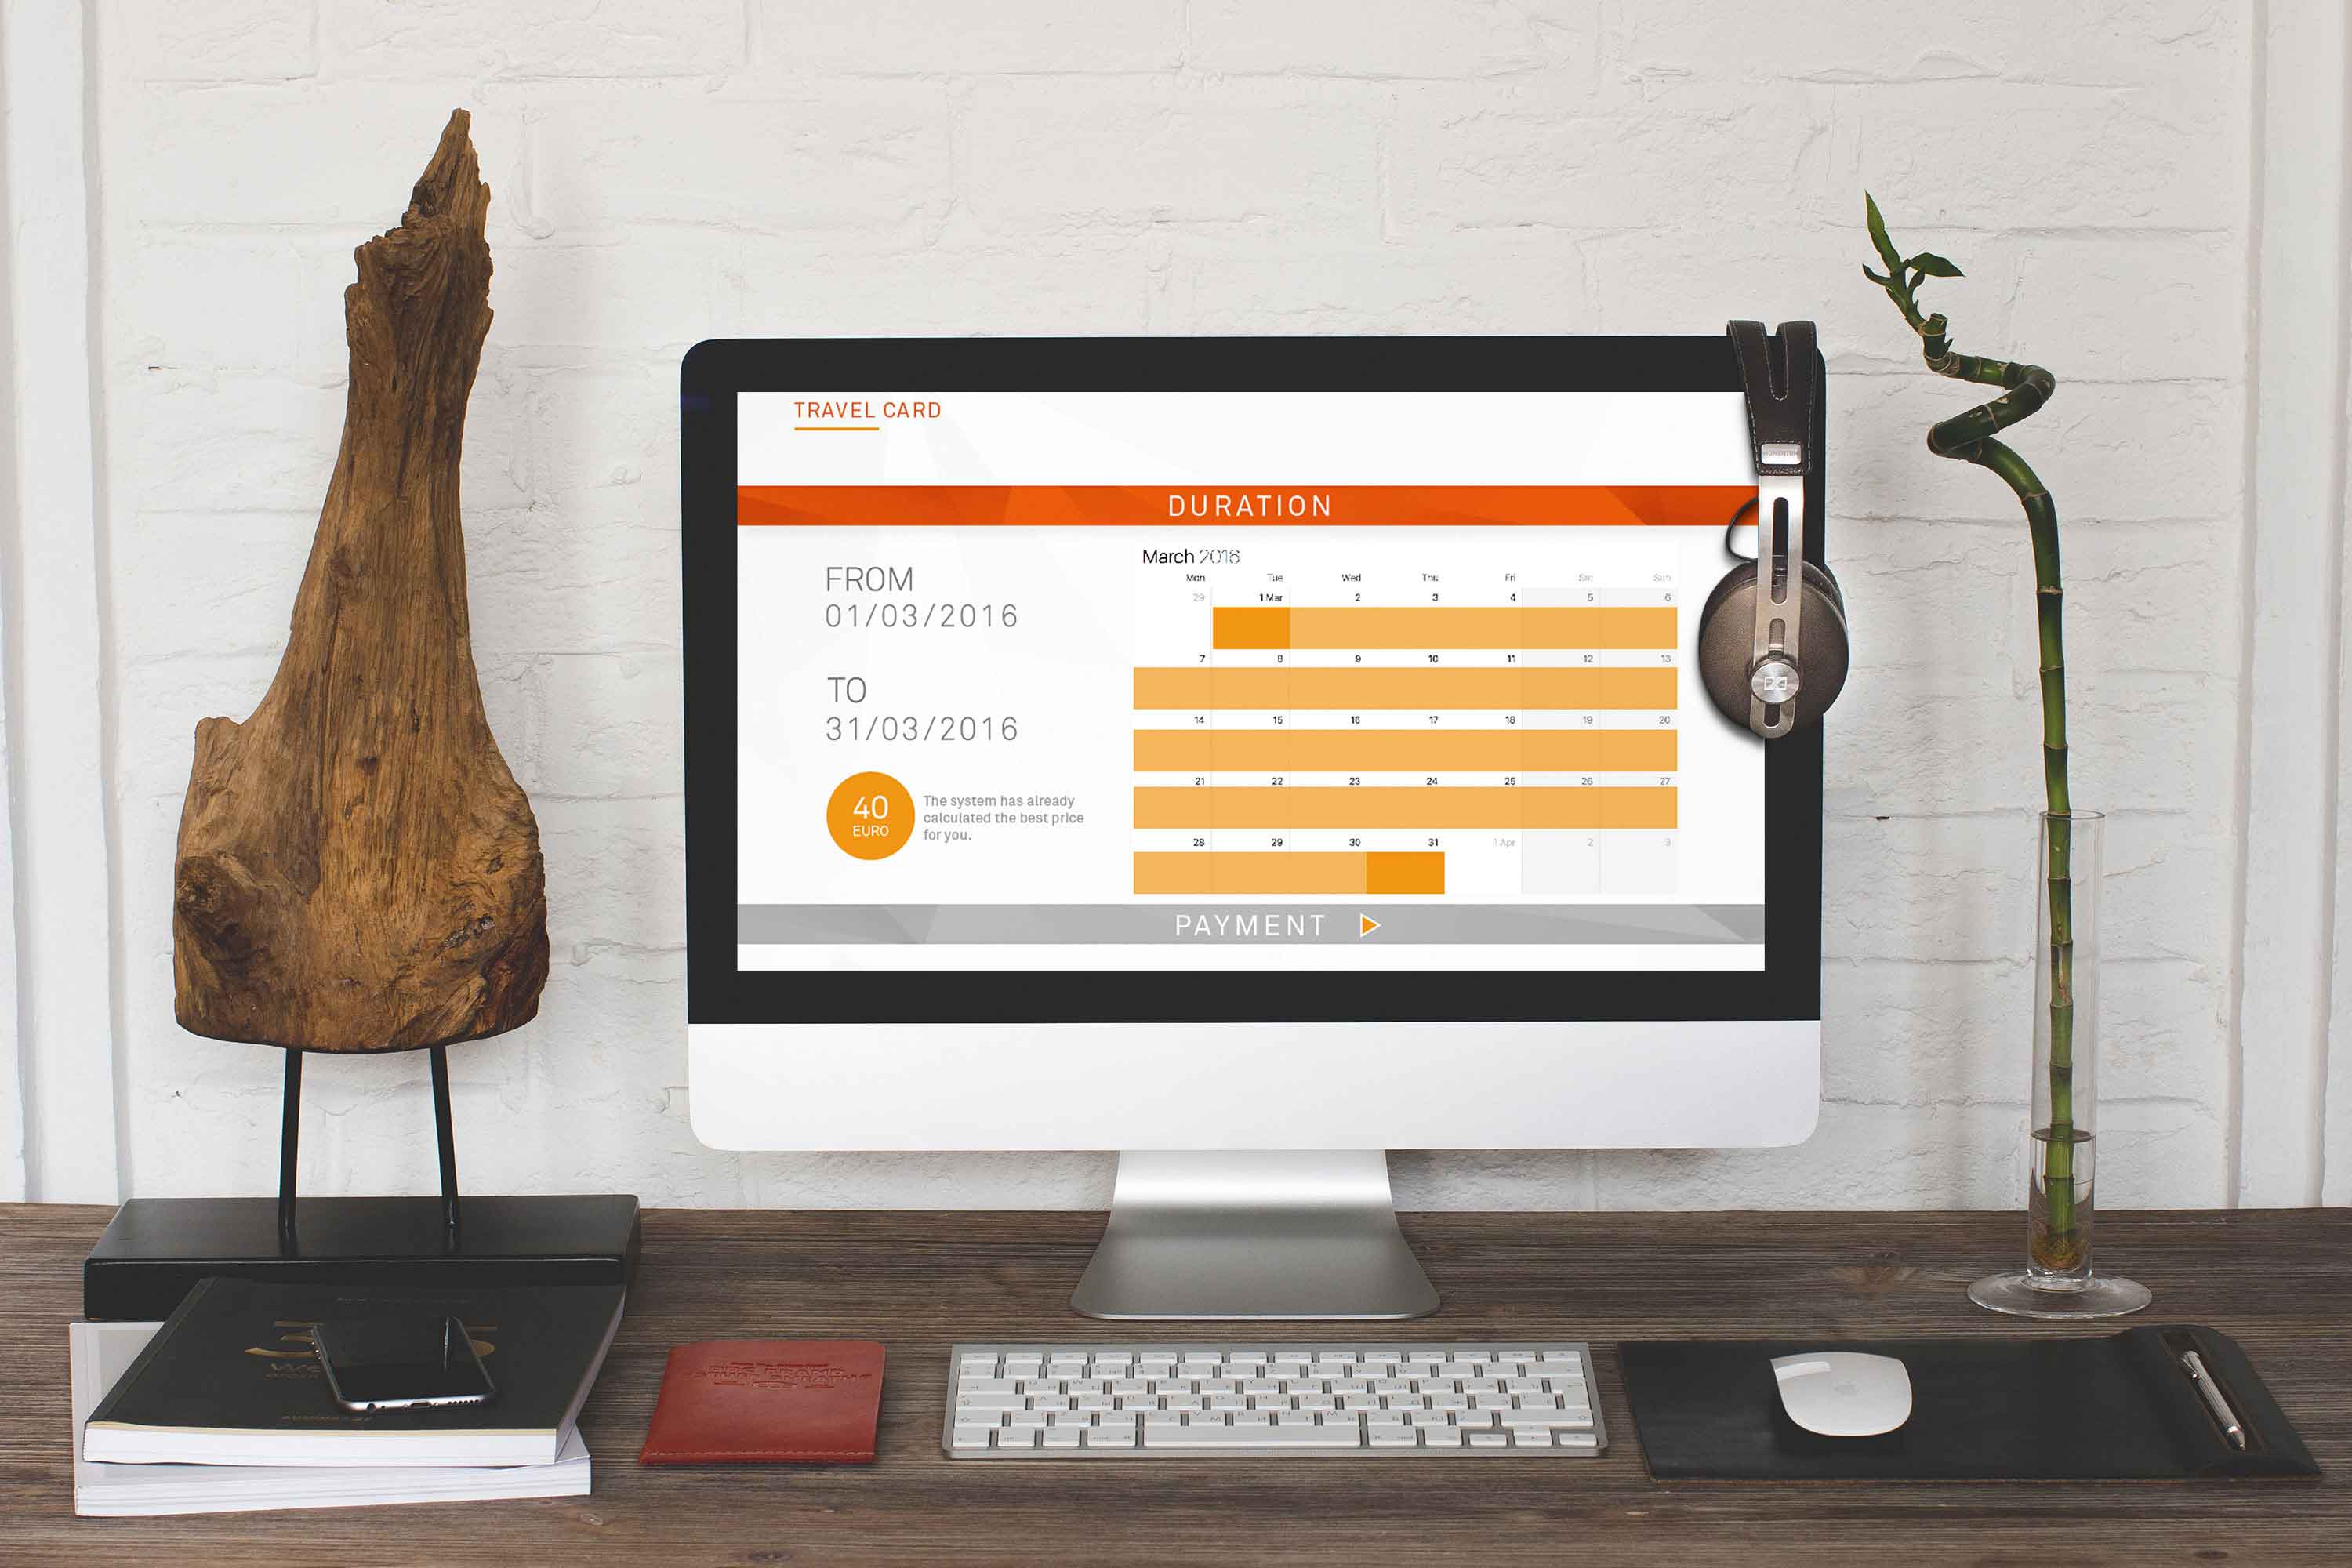 TRAVEL CARD
DURATION
FROM
01/03/2016
TO
31/03/2016
40
EURO
The system has already
calculated the best price
for you.
March 2016
Mon Tue Wed Thu Fri Sat Sun
29 1 Mar 2 3 4 5 6
7 8 9 10 11 12 13
14 15 16 17 18 19 20
21 22 23 24 25 26 27
28 29 30 31 1 Apr 2 3
PAYMENT
MOMENTUM